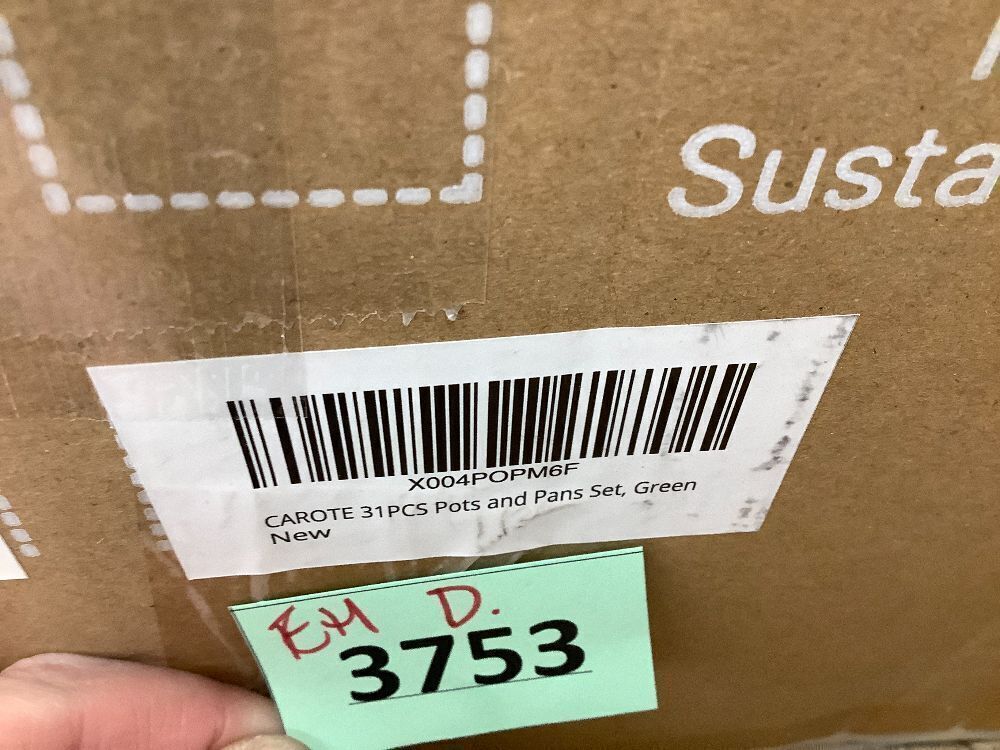 Susta
X004POPM6F
CAROTE 31PCS Pots and Pans Set, Green
New
EH D.
3753